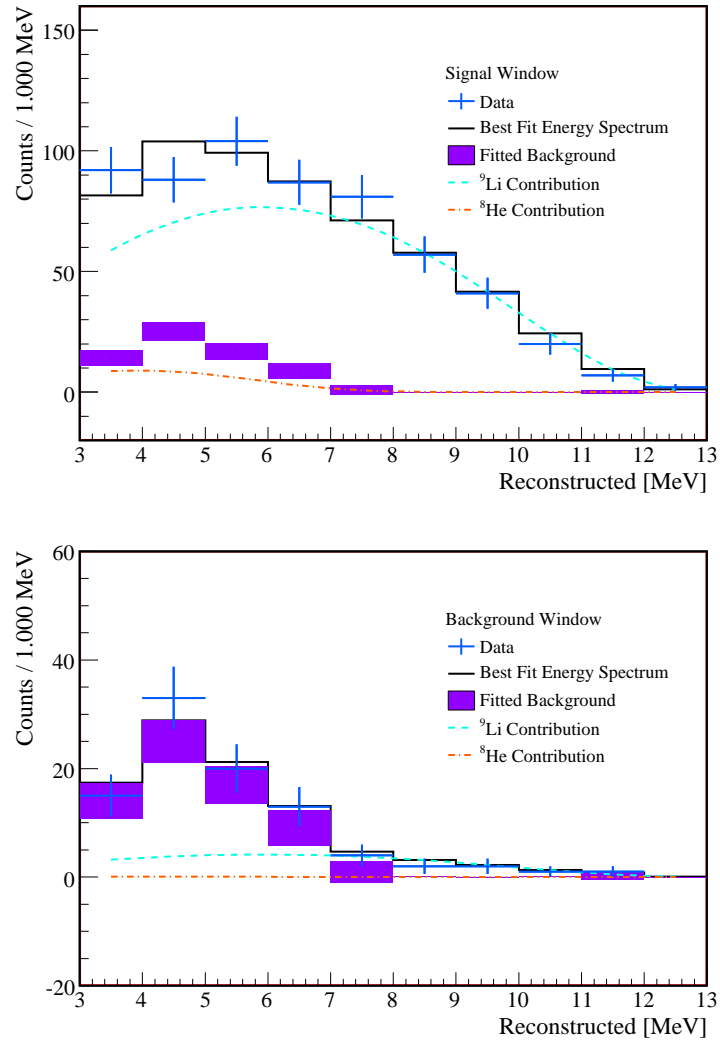 Counts / 1.000 MeV
150
100
50
0
Signal Window
Data
Best Fit Energy Spectrum
Fitted Background
⁹Li Contribution
⁸He Contribution
3 4 5 6 7 8 9 10 11 12 13
Reconstructed [MeV]
Counts / 1.000 MeV
60
40
20
0
-20
Background Window
Data
Best Fit Energy Spectrum
Fitted Background
⁹Li Contribution
⁸He Contribution
3 4 5 6 7 8 9 10 11 12 13
Reconstructed [MeV]